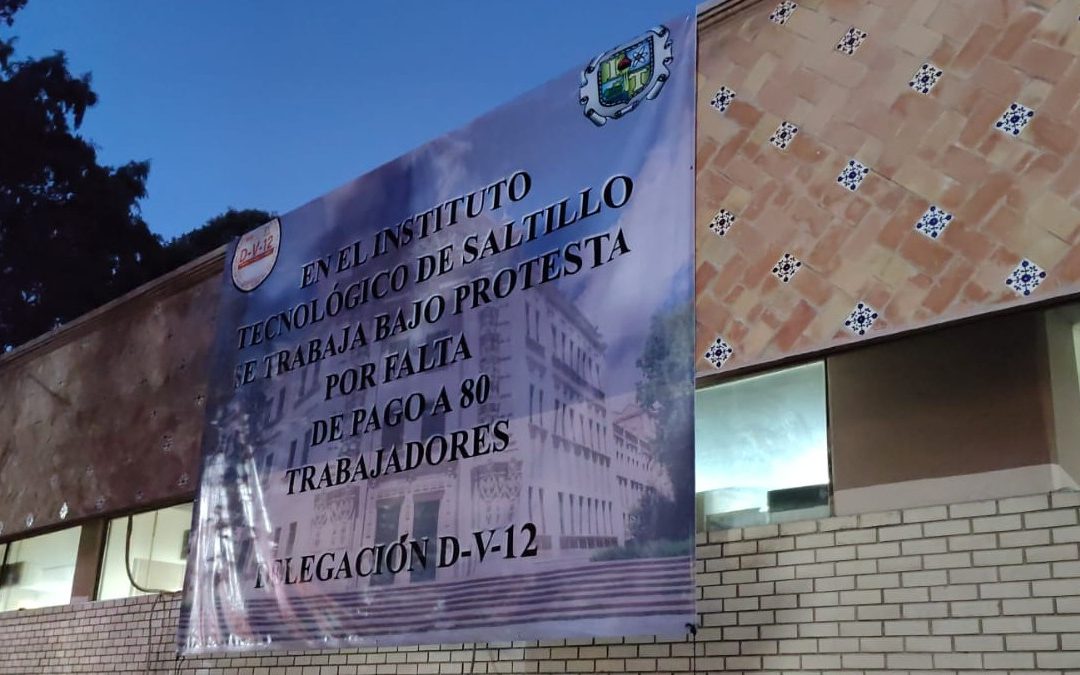 EN EL INSTITUTO
TECNOLÓGICO DE SALTILLO
SE TRABAJA BAJO PROTESTA
POR FALTA
DE PAGO A 80
TRABAJADORES
DELEGACIÓN D-V-12
D-V-12